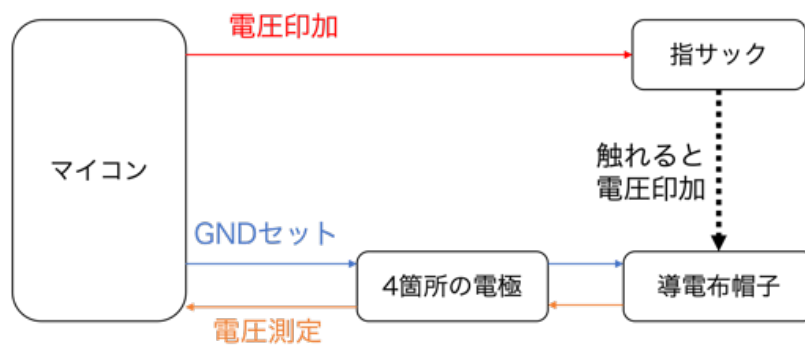 電圧印加
指サック
マイコン
触れると
電圧印加
GNDセット
4箇所の電極
導電布帽子
電圧測定